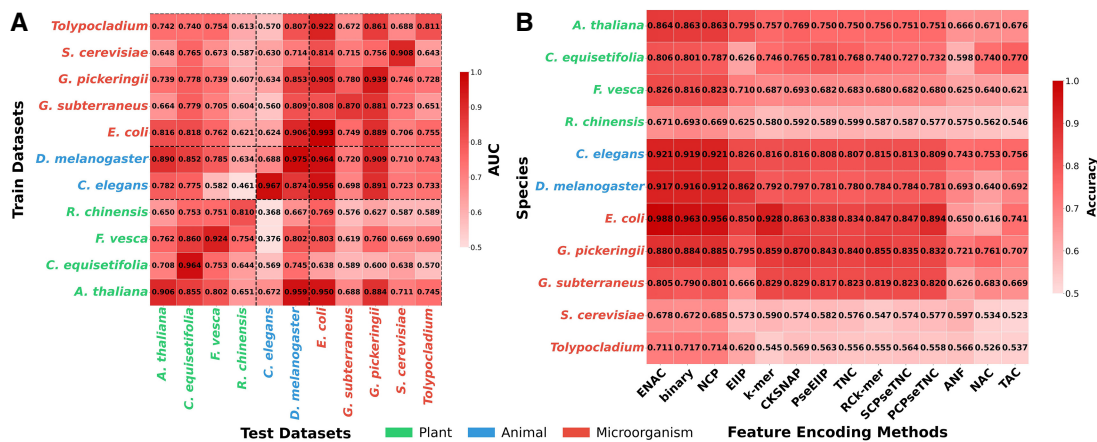 A
Train Datasets
Tolypocladium 0.742 0.740 0.754 0.613 0.570 0.807 0.922 0.672 0.861 0.688 0.811
S. cerevisiae 0.648 0.765 0.673 0.587 0.630 0.714 0.814 0.715 0.756 0.908 0.643
G. pickeringii 0.739 0.778 0.739 0.607 0.634 0.853 0.905 0.780 0.939 0.746 0.728
G. subterraneus 0.664 0.779 0.705 0.604 0.560 0.809 0.808 0.870 0.881 0.723 0.651
E. coli 0.816 0.818 0.762 0.621 0.624 0.906 0.993 0.749 0.889 0.706 0.755
D. melanogaster 0.890 0.852 0.785 0.634 0.688 0.975 0.964 0.720 0.909 0.710 0.743
C. elegans 0.782 0.775 0.582 0.461 0.967 0.874 0.956 0.698 0.891 0.723 0.733
R. chinensis 0.650 0.753 0.751 0.810 0.368 0.667 0.769 0.576 0.627 0.587 0.589
F. vesca 0.762 0.860 0.924 0.754 0.376 0.802 0.803 0.619 0.760 0.669 0.690
C. equisetifolia 0.708 0.964 0.753 0.644 0.569 0.745 0.638 0.589 0.600 0.638 0.570
A. thaliana 0.906 0.855 0.802 0.651 0.672 0.959 0.950 0.688 0.884 0.711 0.745
A. thaliana
C. equisetifolia
F. vesca
R. chinensis
C. elegans
D. melanogaster
E. coli
G. subterraneus
G. pickeringii
S. cerevisiae
Tolypocladium
Test Datasets
1.0
0.9
0.8
0.7
0.6
0.5
AUC
B
Species
A. thaliana 0.864 0.863 0.863 0.795 0.757 0.769 0.750 0.750 0.756 0.751 0.751 0.666 0.671 0.676
C. equisetifolia 0.806 0.801 0.787 0.626 0.746 0.765 0.781 0.768 0.740 0.727 0.732 0.598 0.740 0.770
F. vesca 0.826 0.816 0.823 0.710 0.687 0.693 0.682 0.683 0.680 0.682 0.680 0.625 0.640 0.621
R. chinensis 0.671 0.693 0.669 0.625 0.580 0.592 0.589 0.599 0.587 0.587 0.577 0.575 0.562 0.546
C. elegans 0.921 0.919 0.921 0.826 0.816 0.816 0.808 0.807 0.815 0.813 0.809 0.743 0.753 0.756
D. melanogaster 0.917 0.916 0.912 0.862 0.792 0.797 0.781 0.780 0.784 0.784 0.781 0.693 0.640 0.692
E. coli 0.988 0.963 0.956 0.850 0.928 0.863 0.838 0.834 0.847 0.847 0.894 0.650 0.616 0.741
G. pickeringii 0.880 0.884 0.885 0.795 0.859 0.870 0.843 0.840 0.855 0.835 0.832 0.721 0.761 0.707
G. subterraneus 0.805 0.790 0.801 0.666 0.829 0.829 0.817 0.823 0.819 0.823 0.820 0.626 0.683 0.669
S. cerevisiae 0.678 0.672 0.685 0.573 0.590 0.574 0.582 0.576 0.547 0.574 0.577 0.597 0.534 0.523
Tolypocladium 0.711 0.717 0.714 0.620 0.545 0.569 0.563 0.556 0.555 0.564 0.558 0.566 0.526 0.537
ENAC
binary
NCP
EIIP
k-mer
CKSNAP
PseEIIP
TNC
RCk-mer
SCPseTNC
PCPseTNC
ANF
NAC
TAC
Feature Encoding Methods
1.0
0.9
0.8
0.7
0.6
0.5
Accuracy
Plant Animal Microorganism